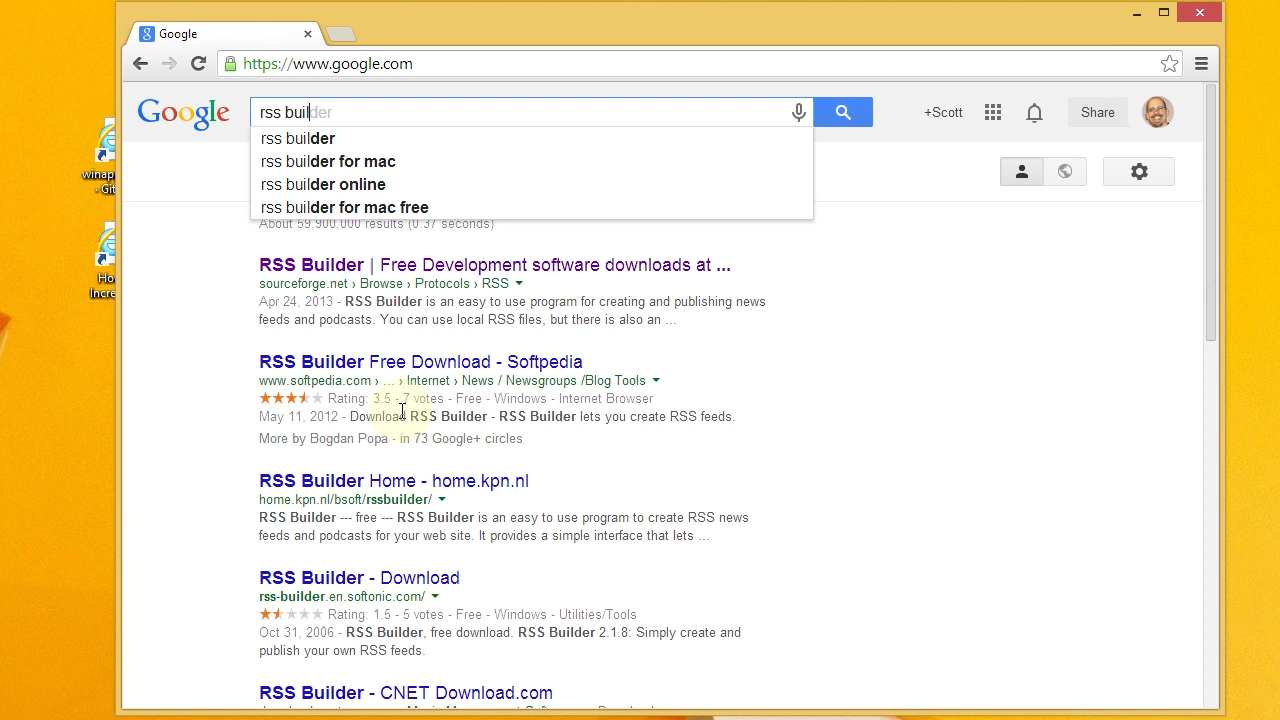 Google
https://www.google.com
Google
rss builder
+Scott
Share
rss builder
rss builder for mac
rss builder online
rss builder for mac free
About 59,900,000 results (0.37 seconds)
winap
- Git
Ho
Incre
RSS Builder | Free Development software downloads at ...
sourceforge.net › Browse › Protocols › RSS
Apr 24, 2013 - RSS Builder is an easy to use program for creating and publishing news
feeds and podcasts. You can use local RSS files, but there is also an ...
RSS Builder Free Download - Softpedia
www.softpedia.com › ... › Internet › News / Newsgroups /Blog Tools
Rating: 3.5 - 7 votes - Free - Windows - Internet Browser
May 11, 2012 - Download RSS Builder - RSS Builder lets you create RSS feeds.
More by Bogdan Popa - in 73 Google+ circles
RSS Builder Home - home.kpn.nl
home.kpn.nl/bsoft/rssbuilder/
RSS Builder --- free --- RSS Builder is an easy to use program to create RSS news
feeds and podcasts for your web site. It provides a simple interface that lets ...
RSS Builder - Download
rss-builder.en.softonic.com/
Rating: 1.5 - 5 votes - Free - Windows - Utilities/Tools
Oct 31, 2006 - RSS Builder, free download. RSS Builder 2.1.8: Simply create and
publish your own RSS feeds.
RSS Builder - CNET Download.com